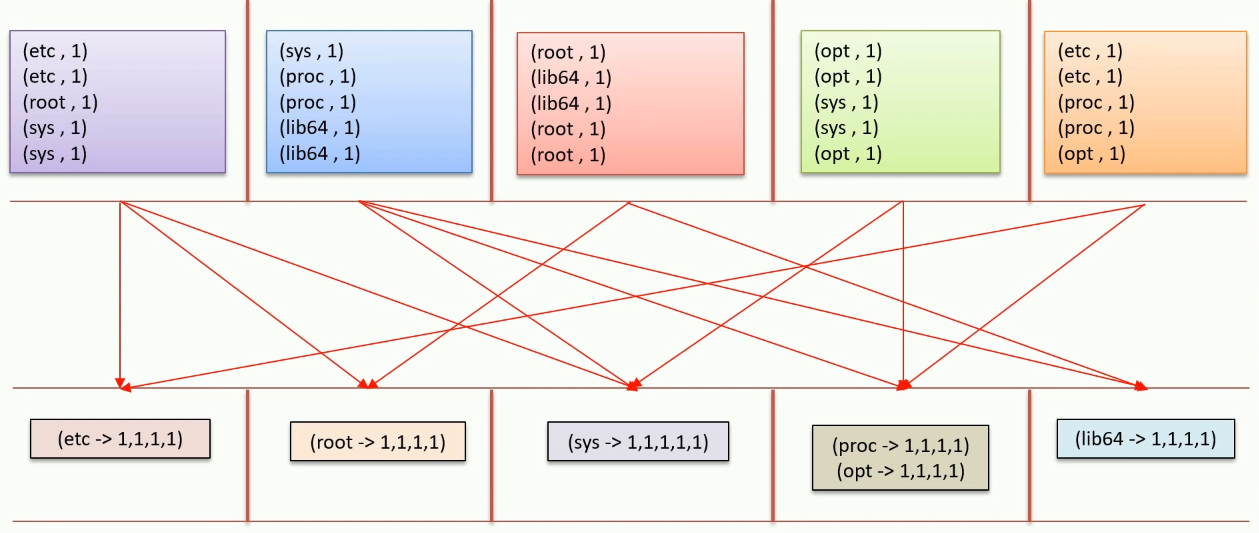 (etc , 1)
(etc , 1)
(root , 1)
(sys , 1)
(sys , 1)
(sys , 1)
(proc , 1)
(proc , 1)
(lib64 , 1)
(lib64 , 1)
(root , 1)
(lib64 , 1)
(lib64 , 1)
(root , 1)
(root , 1)
(opt , 1)
(opt , 1)
(sys , 1)
(sys , 1)
(opt , 1)
(etc , 1)
(etc , 1)
(proc , 1)
(proc , 1)
(opt , 1)
(etc -> 1,1,1,1)
(root -> 1,1,1,1)
(sys -> 1,1,1,1,1)
(proc -> 1,1,1,1)
(opt -> 1,1,1,1)
(lib64 -> 1,1,1,1)